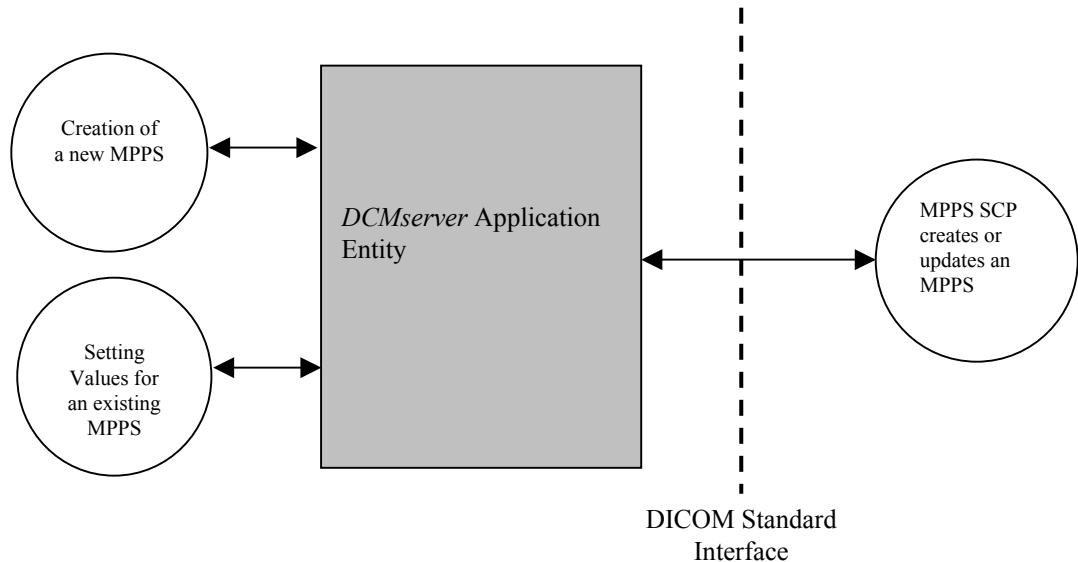 Creation of
a new MPPS
Setting
Values for
an existing
MPPS
DCMserver Application
Entity
MPPS SCP
creates or
updates an
MPPS
DICOM Standard
Interface